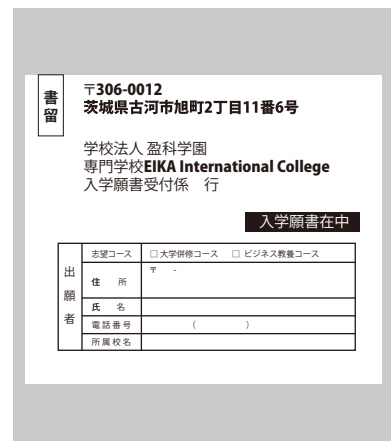 書留
〒306-0012
茨城県古河市旭町2丁目11番6号
学校法人 盈科学園
専門学校EIKA International College
入学願書受付係　行
入学願書在中
出願者
志望コース　□ 大学併修コース　□ ビジネス教養コース
住　所　〒　-
氏　名
電話番号　（　　　）
所属校名